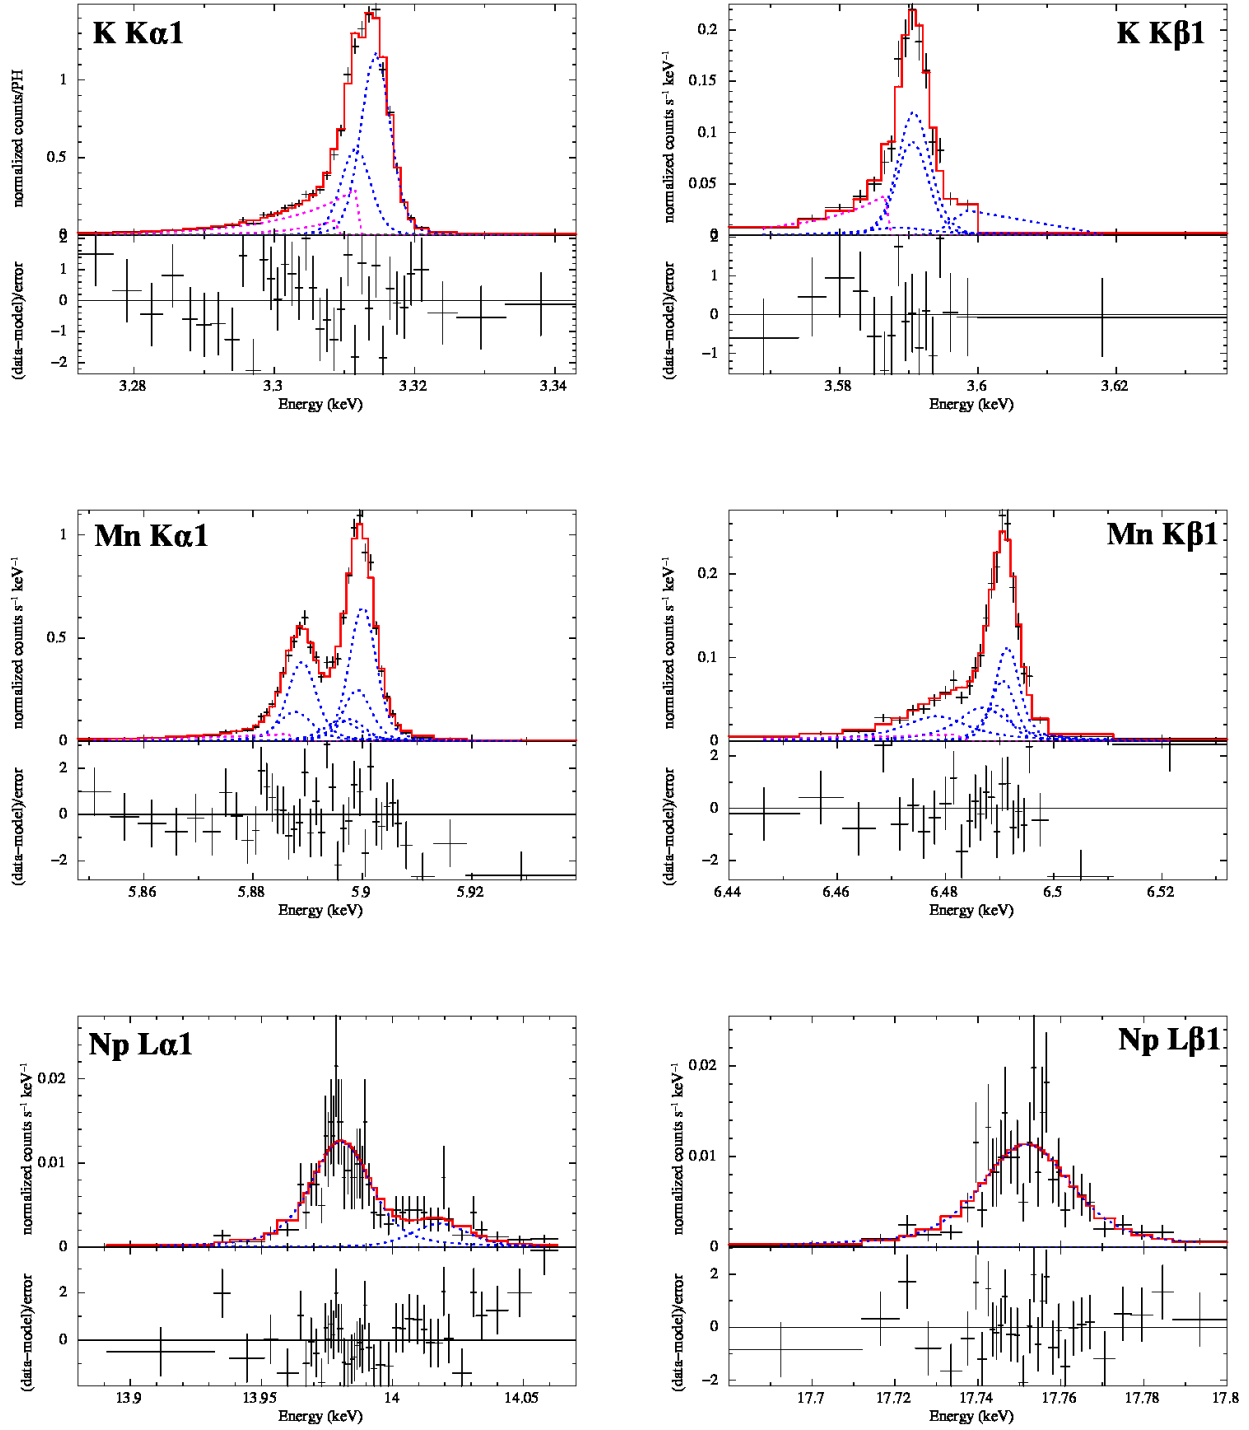 K Kα1
normalized counts/PH
1
0.5
0
2
1
0
−1
−2
(data−model)/error
3.28 3.3 3.32 3.34
Energy (keV)
K Kβ1
normalized counts s⁻¹ keV⁻¹
0.2
0.15
0.1
0.05
0
2
1
0
−1
(data−model)/error
3.58 3.6 3.62
Energy (keV)
Mn Kα1
normalized counts s⁻¹ keV⁻¹
1
0.5
0
2
0
−2
(data−model)/error
5.86 5.88 5.9 5.92
Energy (keV)
Mn Kβ1
normalized counts s⁻¹ keV⁻¹
0.2
0.1
0
2
0
−2
(data−model)/error
6.44 6.46 6.48 6.5 6.52
Energy (keV)
Np Lα1
normalized counts s⁻¹ keV⁻¹
0.02
0.01
0
2
0
−2
(data−model)/error
13.9 13.95 14 14.05
Energy (keV)
Np Lβ1
normalized counts s⁻¹ keV⁻¹
0.02
0.01
0
2
0
−2
(data−model)/error
17.7 17.72 17.74 17.76 17.78 17.8
Energy (keV)